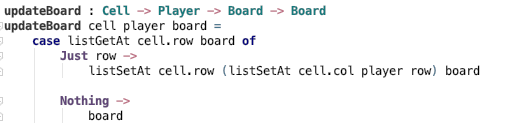 updateBoard : Cell -> Player -> Board -> Board
updateBoard cell player board =
    case listGetAt cell.row board of
        Just row ->
            listSetAt cell.row (listSetAt cell.col player row) board

        Nothing ->
            board